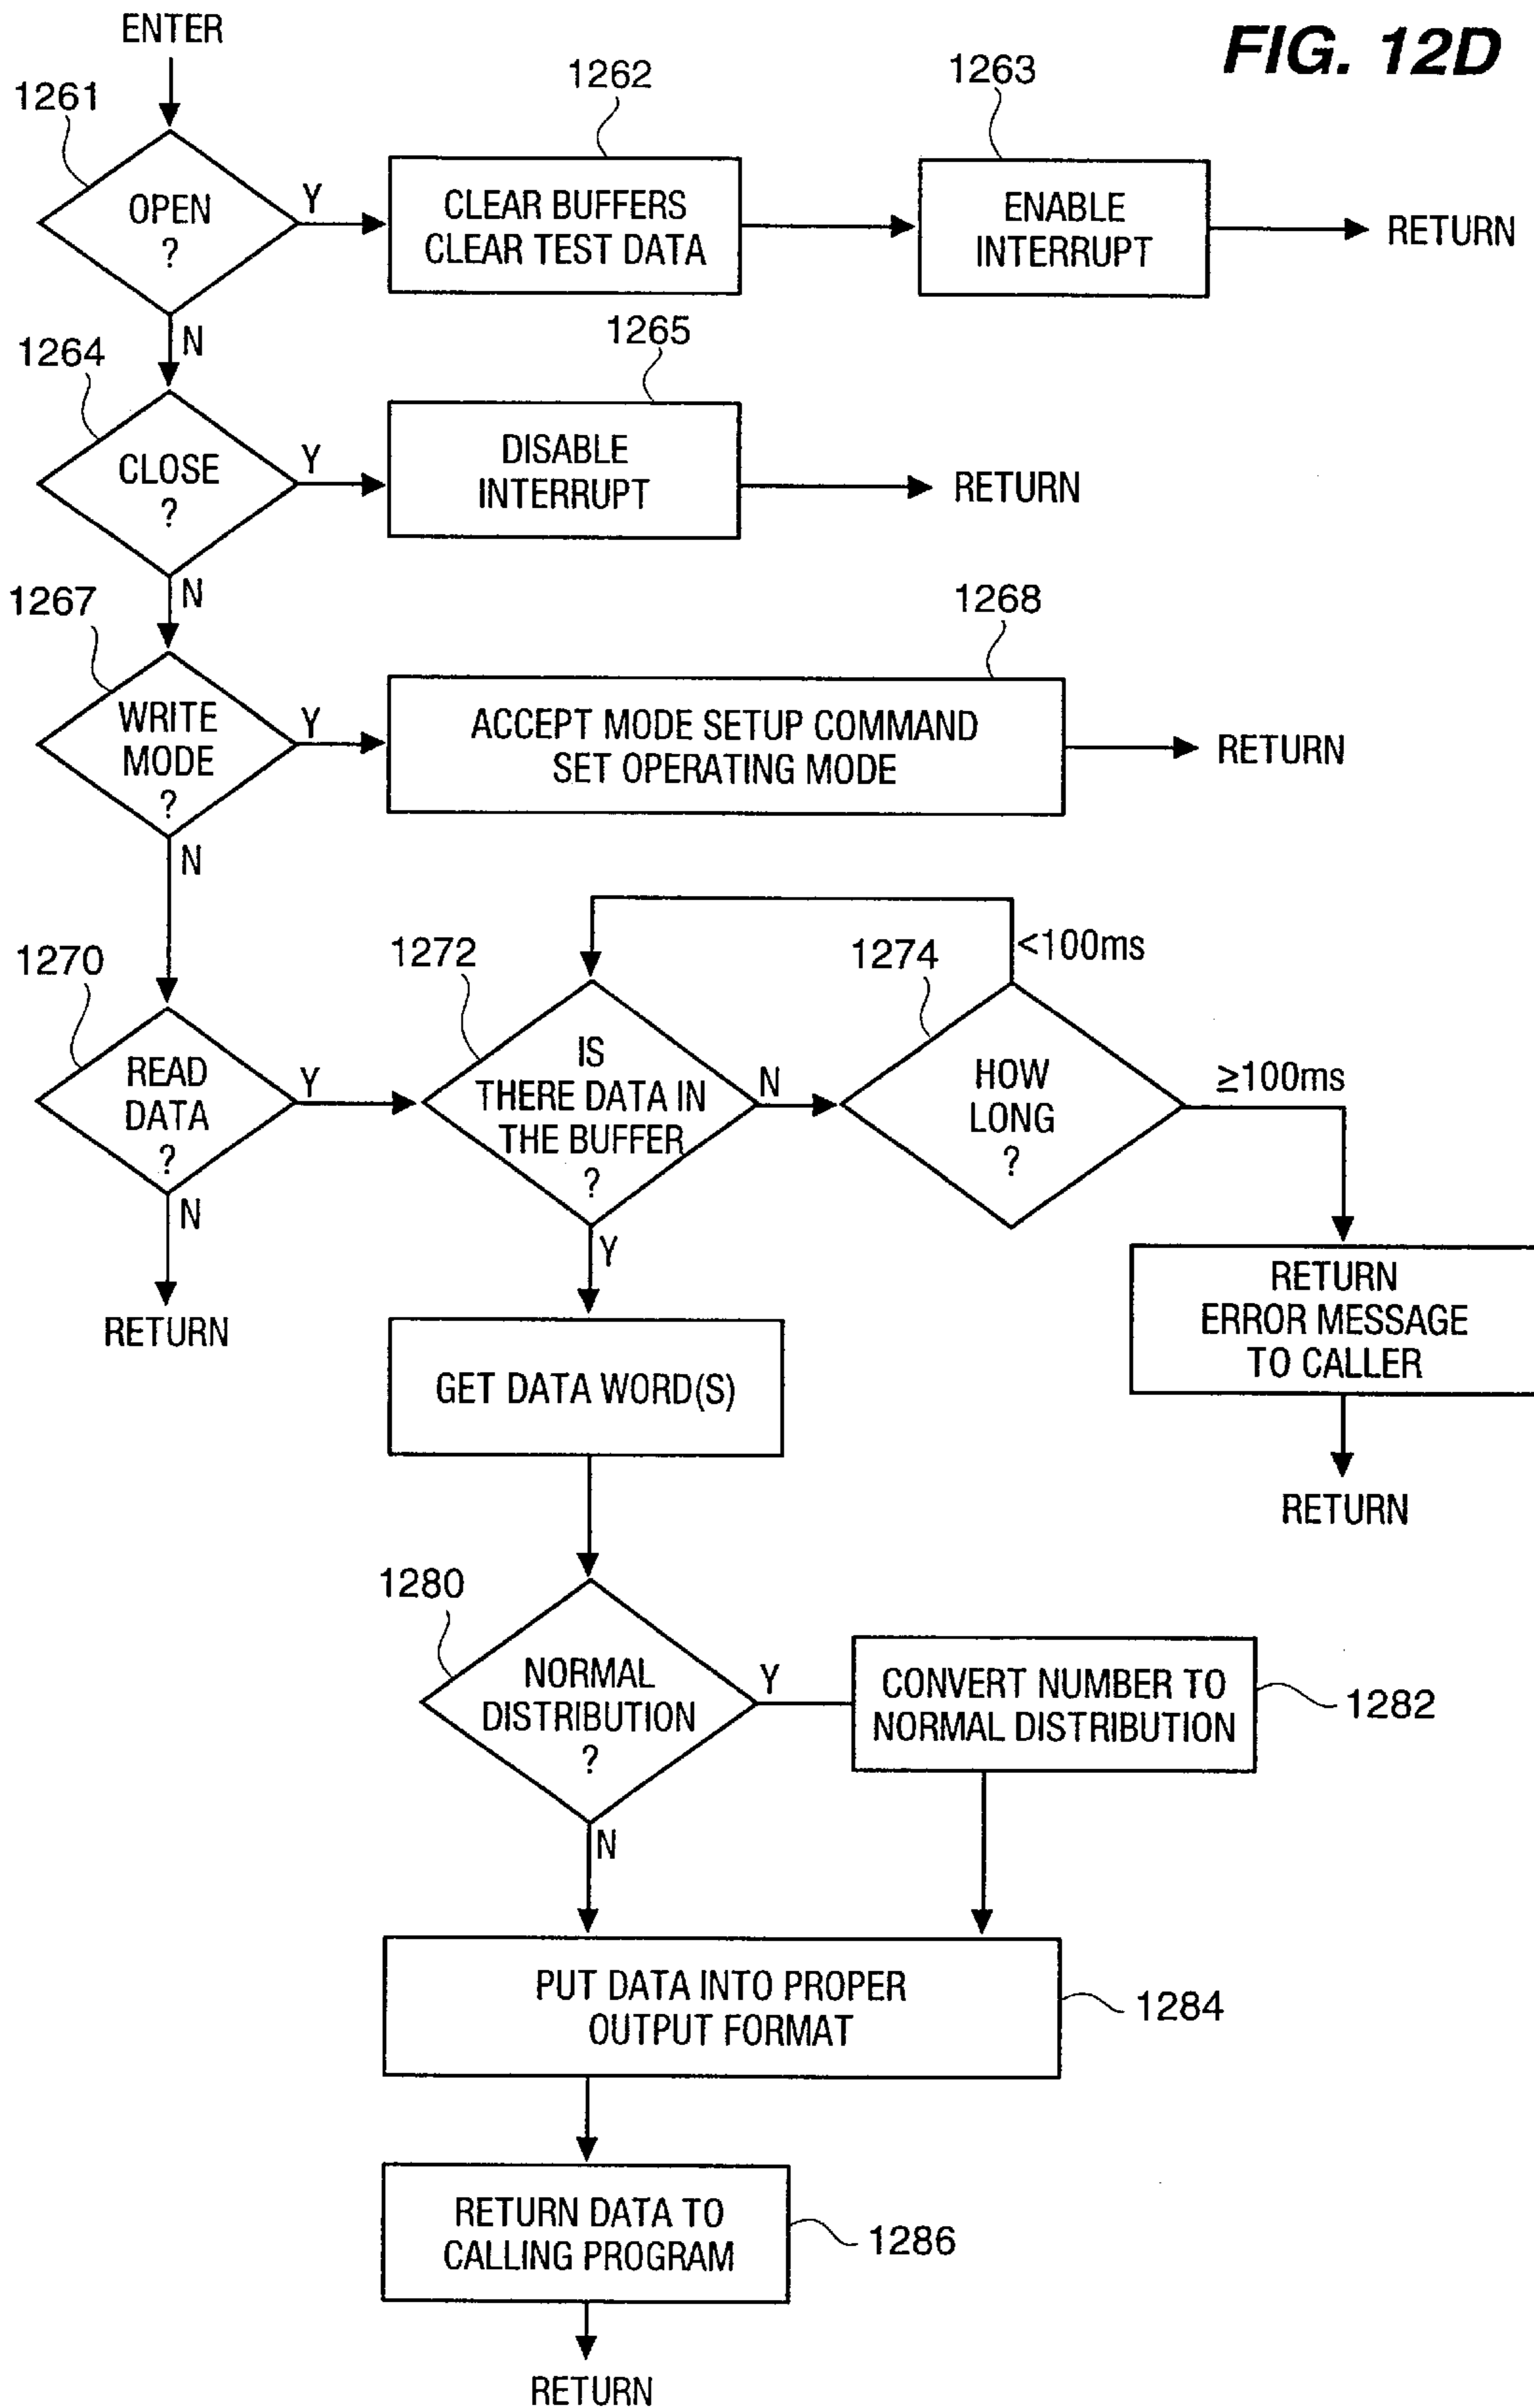 ENTER
FIG. 12D
1261
1262
1263
OPEN
?
Y
CLEAR BUFFERS
CLEAR TEST DATA
ENABLE
INTERRUPT
RETURN
N
1264
1265
CLOSE
?
Y
DISABLE
INTERRUPT
RETURN
N
1267
1268
WRITE
MODE
?
Y
ACCEPT MODE SETUP COMMAND
SET OPERATING MODE
RETURN
N
1270
1272
1274
<100ms
READ
DATA
?
Y
IS
THERE DATA IN
THE BUFFER
?
N
HOW
LONG
?
≥100ms
N
RETURN
Y
RETURN
ERROR MESSAGE
TO CALLER
RETURN
GET DATA WORD(S)
1280
NORMAL
DISTRIBUTION
?
Y
CONVERT NUMBER TO
NORMAL DISTRIBUTION
1282
N
PUT DATA INTO PROPER
OUTPUT FORMAT
1284
RETURN DATA TO
CALLING PROGRAM
1286
RETURN